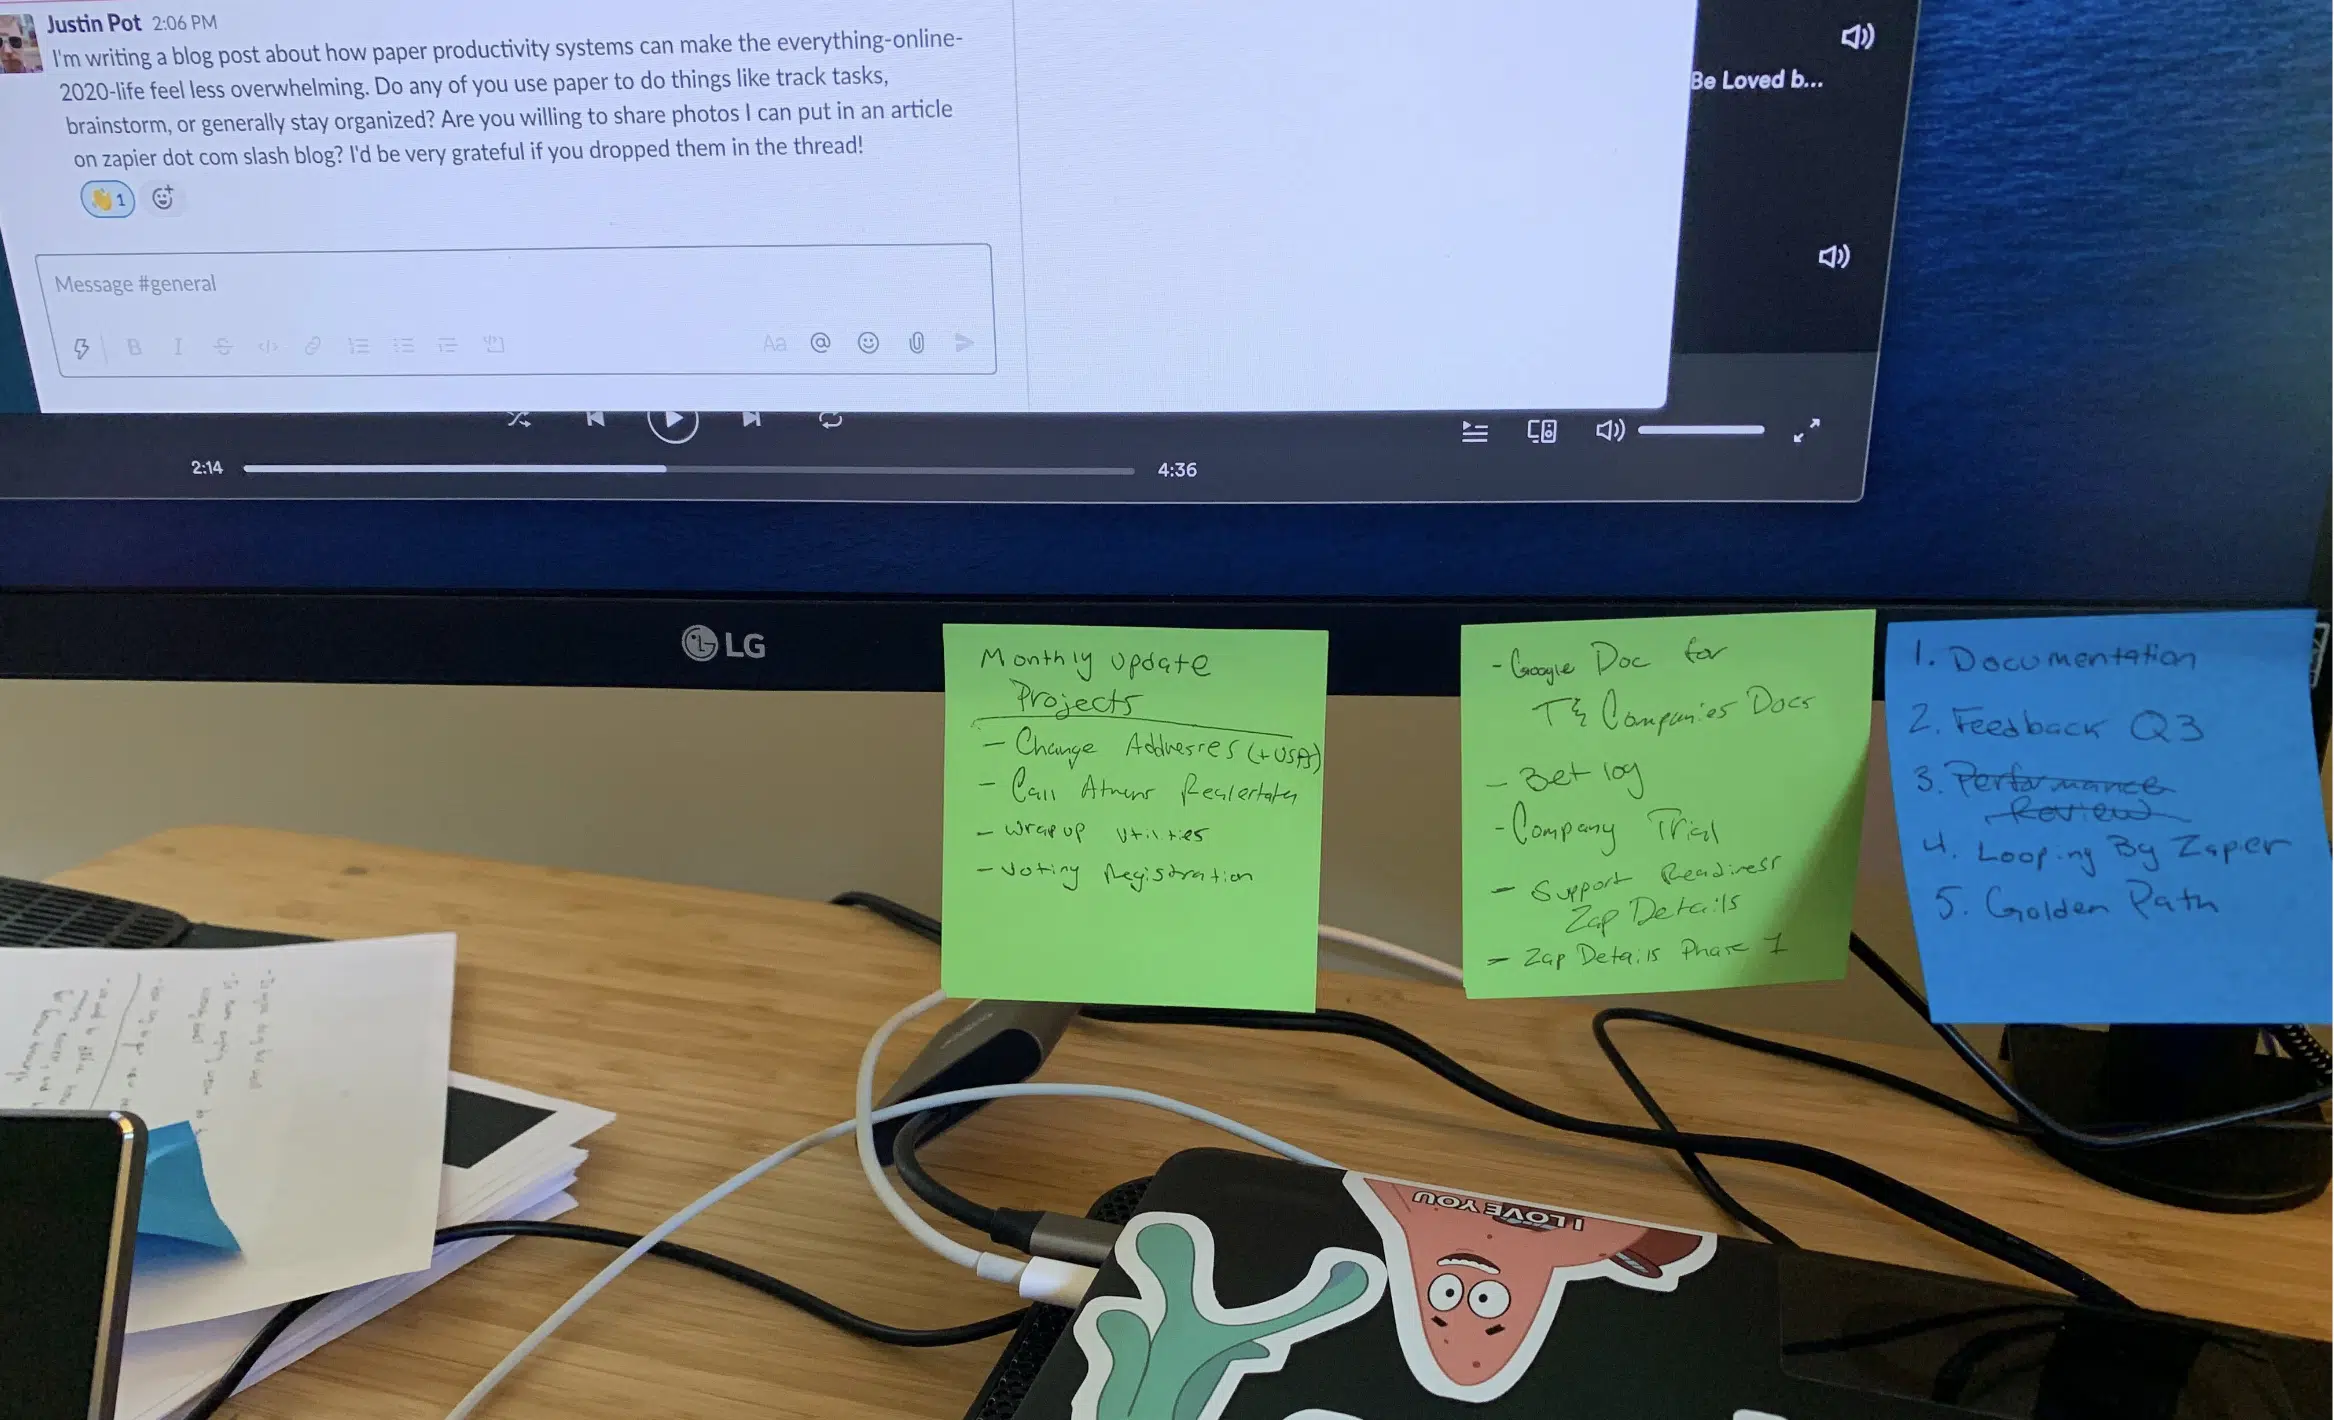 Justin Pot 2:06 PM
I'm writing a blog post about how paper productivity systems can make the everything-online-
2020-life feel less overwhelming. Do any of you use paper to do things like track tasks,
brainstorm, or generally stay organized? Are you willing to share photos I can put in an article
on zapier dot com slash blog? I'd be very grateful if you dropped them in the thread!
1
Message #general
B I S </> Aa @
Be Loved b...
2:14
4:36
LG
Monthly update
Projects
- Change Addresses (+ USA)
- Call
- Wrap up Utilities
- Voting Registration
- Google Doc for
Companies Docs
- Bet log
- Company Trial
- Support Readiness
Zap Details
- Zap Details Phase 1
1. Documentation
2. Feedback Q3
3. Performance
Review
4. Looping By Zapier
5. Golden Path
I LOVE YOU